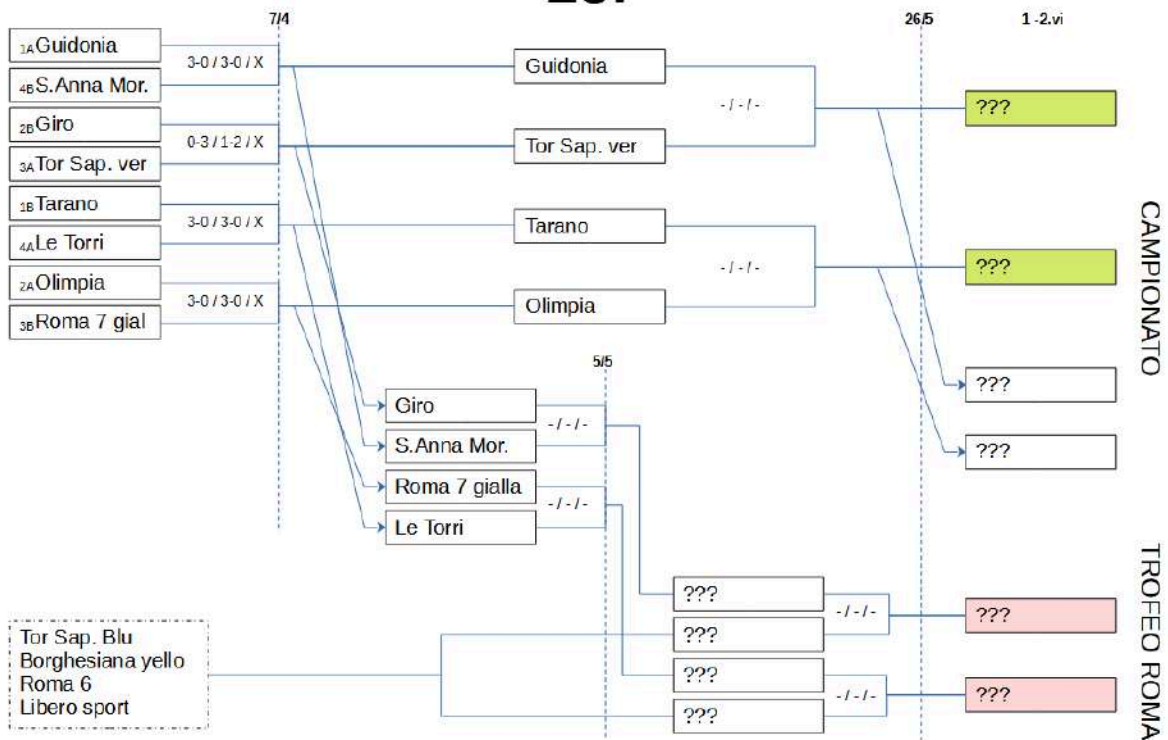 7/4
26/5
1 -2.vi
1A Guidonia
3-0 / 3-0 / X
4B S.Anna Mor.
2B Giro
0-3 / 1-2 / X
3A Tor Sap. ver
1B Tarano
3-0 / 3-0 / X
4A Le Torri
2A Olimpia
3-0 / 3-0 / X
3B Roma 7 gial
Guidonia
- / - / -
Tor Sap. ver
Tarano
- / - / -
Olimpia
???
???
???
???
CAMPIONATO
5/5
Giro
- / - / -
S.Anna Mor.
Roma 7 gialla
- / - / -
Le Torri
Tor Sap. Blu
Borghesiana yello
Roma 6
Libero sport
???
- / - / -
???
???
- / - / -
???
???
???
TROFEO ROMA